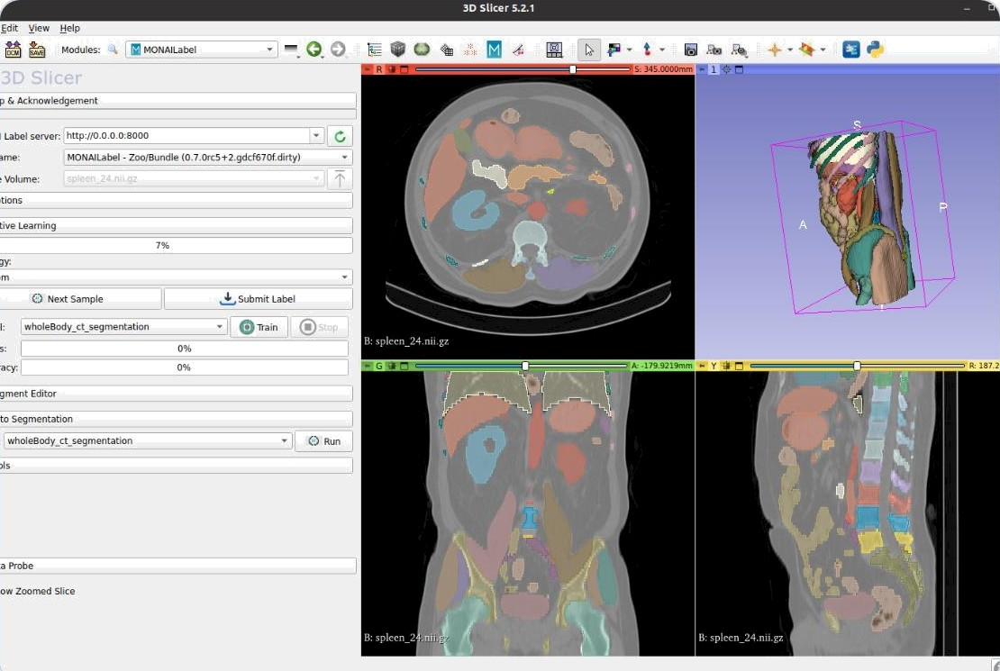 3D Slicer 5.2.1
Edit View Help
DCM SAVE Modules: M MONAILabel M
3D Slicer
p & Acknowledgement
Label server: http://0.0.0.0:8000
ame: MONAILabel - Zoo/Bundle (0.7.0rc5+2.gdcf670f.dirty)
e Volume: spleen_24.nii.gz
otions
tive Learning
7%
gy:
m
Next Sample Submit Label
l: wholeBody_ct_segmentation Train Stop
s: 0%
racy: 0%
gment Editor
to Segmentation
wholeBody_ct_segmentation Run
ols
a Probe
ow Zoomed Slice
R S: 345.0000mm
B: spleen_24.nii.gz
1
S
A
P
I
G A: -179.9219mm
B: spleen_24.nii.gz
Y R: 187.2
B: spleen_24.nii.gz